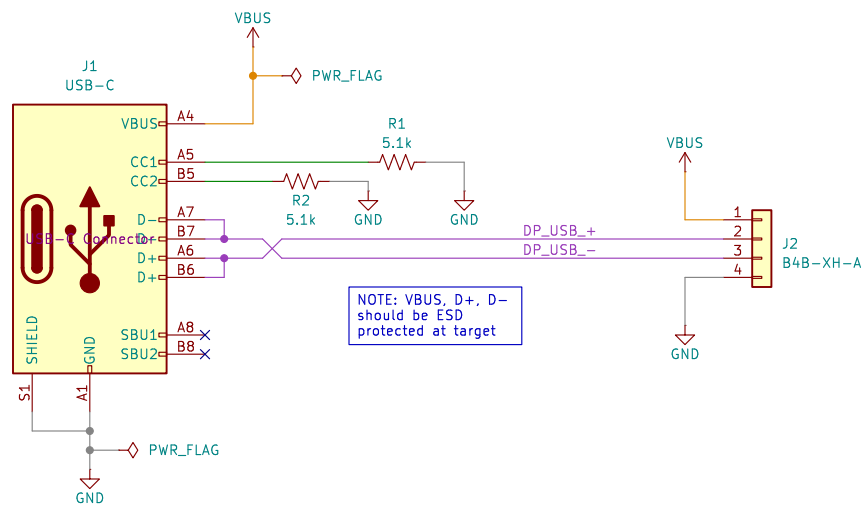 VBUS
PWR_FLAG
J1
USB-C
VBUS
A4
CC1
A5
CC2
B5
R1
5.1k
R2
5.1k
GND
GND
D-
A7
D-
B7
D+
A6
D+
B6
USB-C Connector
SBU1
A8
SBU2
B8
SHIELD
GND
S1
A1
PWR_FLAG
GND
NOTE: VBUS, D+, D-
should be ESD
protected at target
DP_USB_+
DP_USB_-
VBUS
1
2
3
4
J2
B4B-XH-A
GND